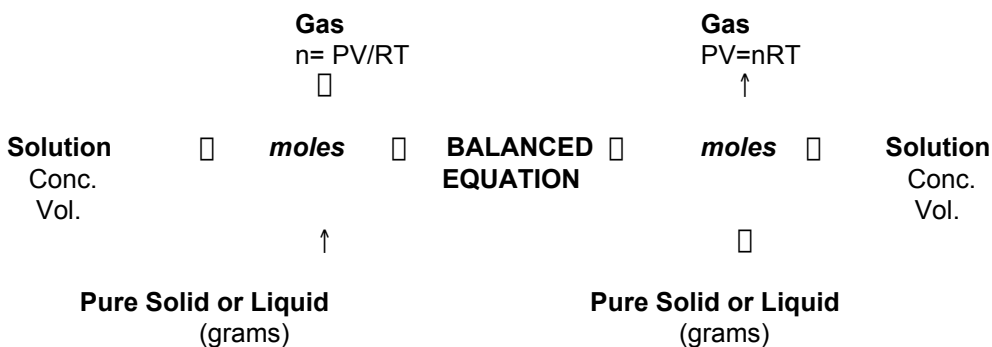 Gas Gas
n= PV/RT PV=nRT
▯ ↑
Solution ▯ moles ▯ BALANCED ▯ moles ▯ Solution
Conc. EQUATION Conc.
Vol. Vol.
↑ ▯
Pure Solid or Liquid Pure Solid or Liquid
(grams) (grams)